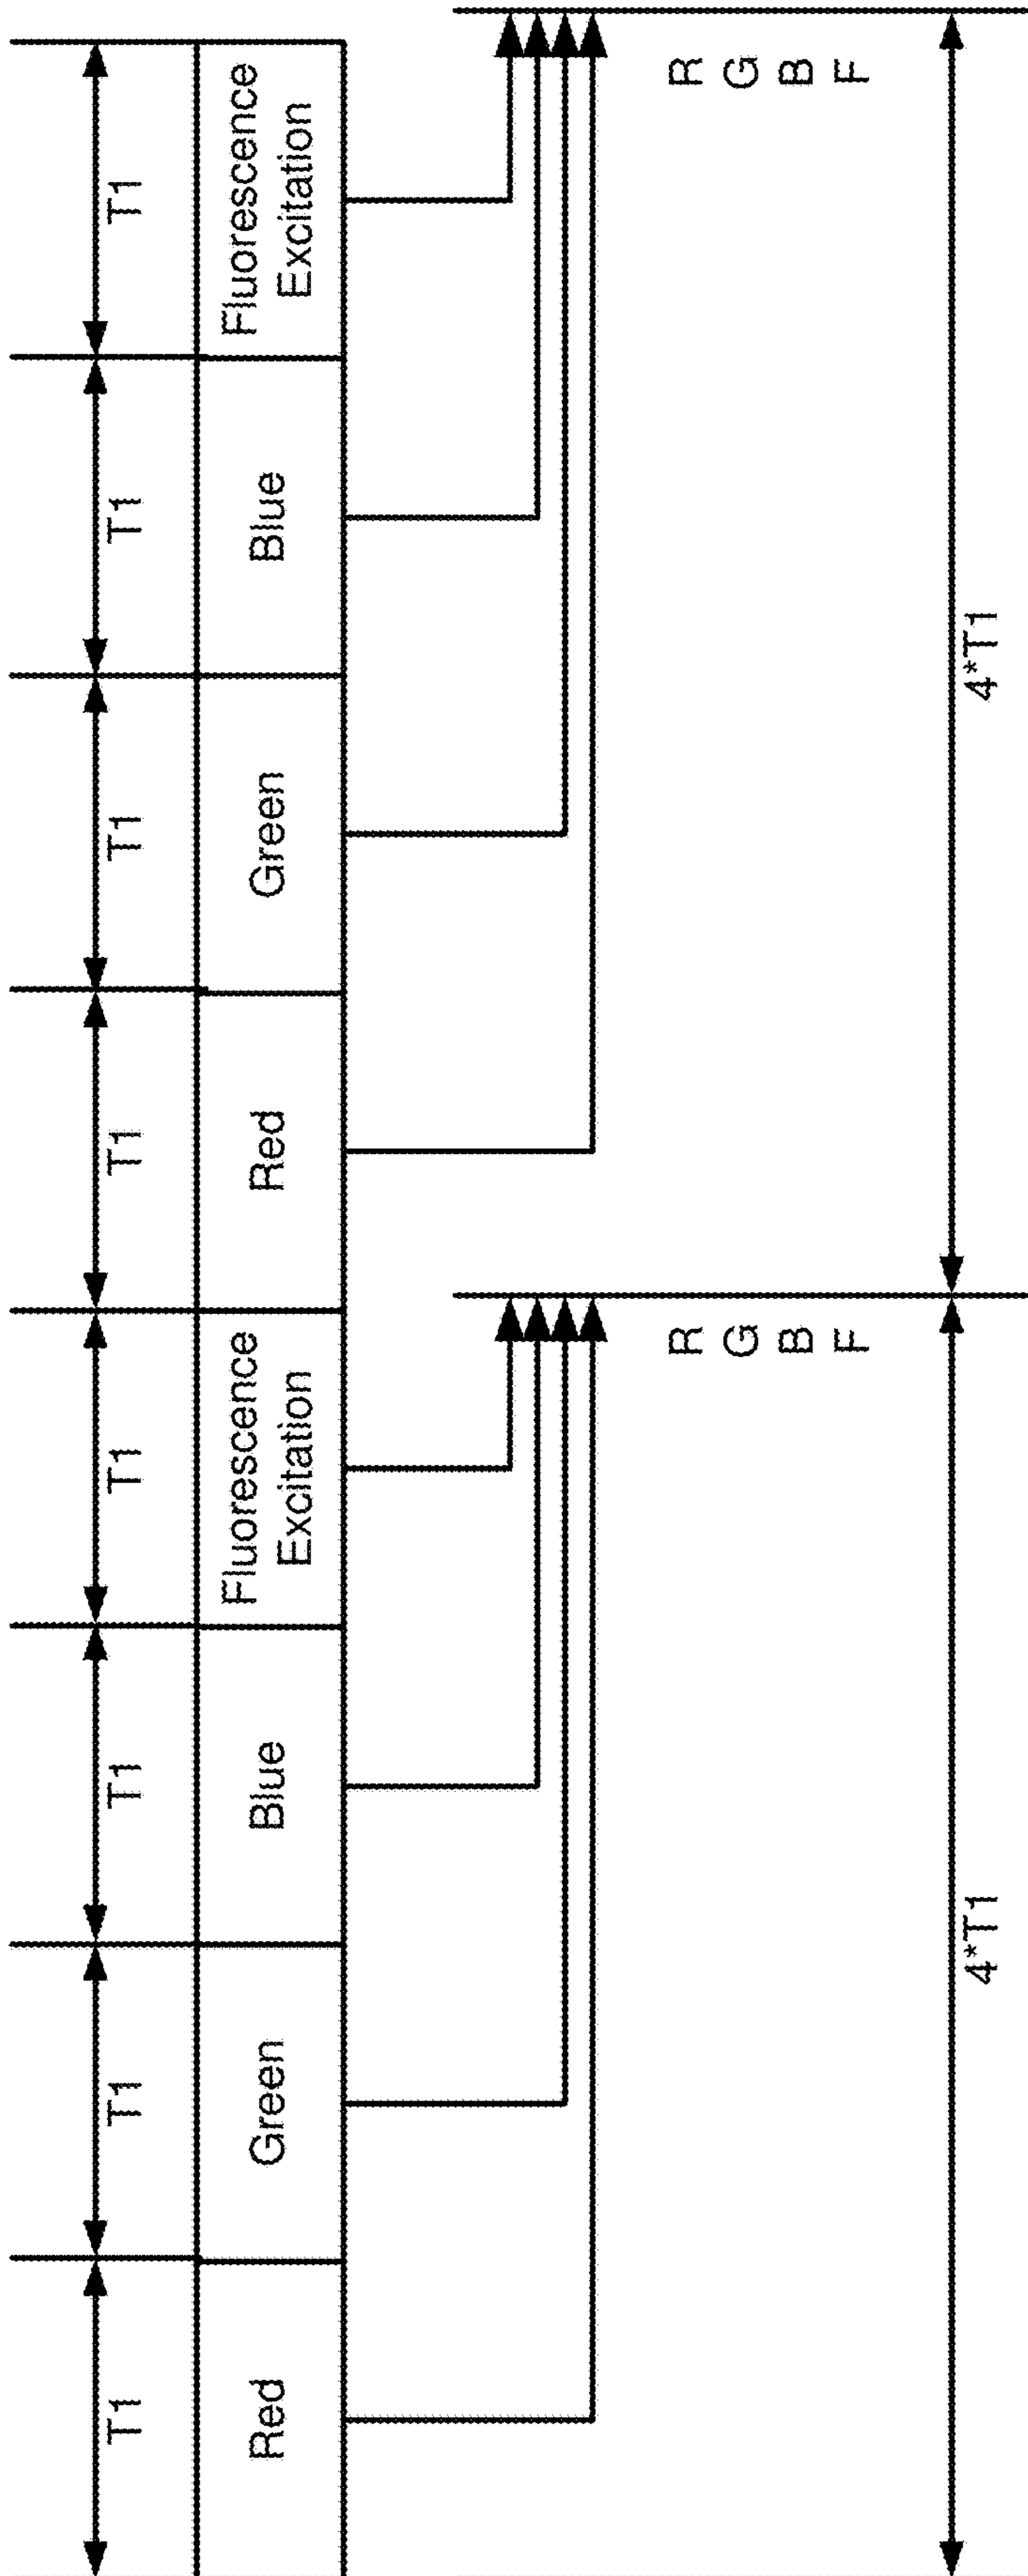 T1 T1 T1 T1 T1 T1 T1 T1
Red Green Blue Fluorescence Excitation Red Green Blue Fluorescence Excitation
R R
G G
B B
F F
4*T1 4*T1